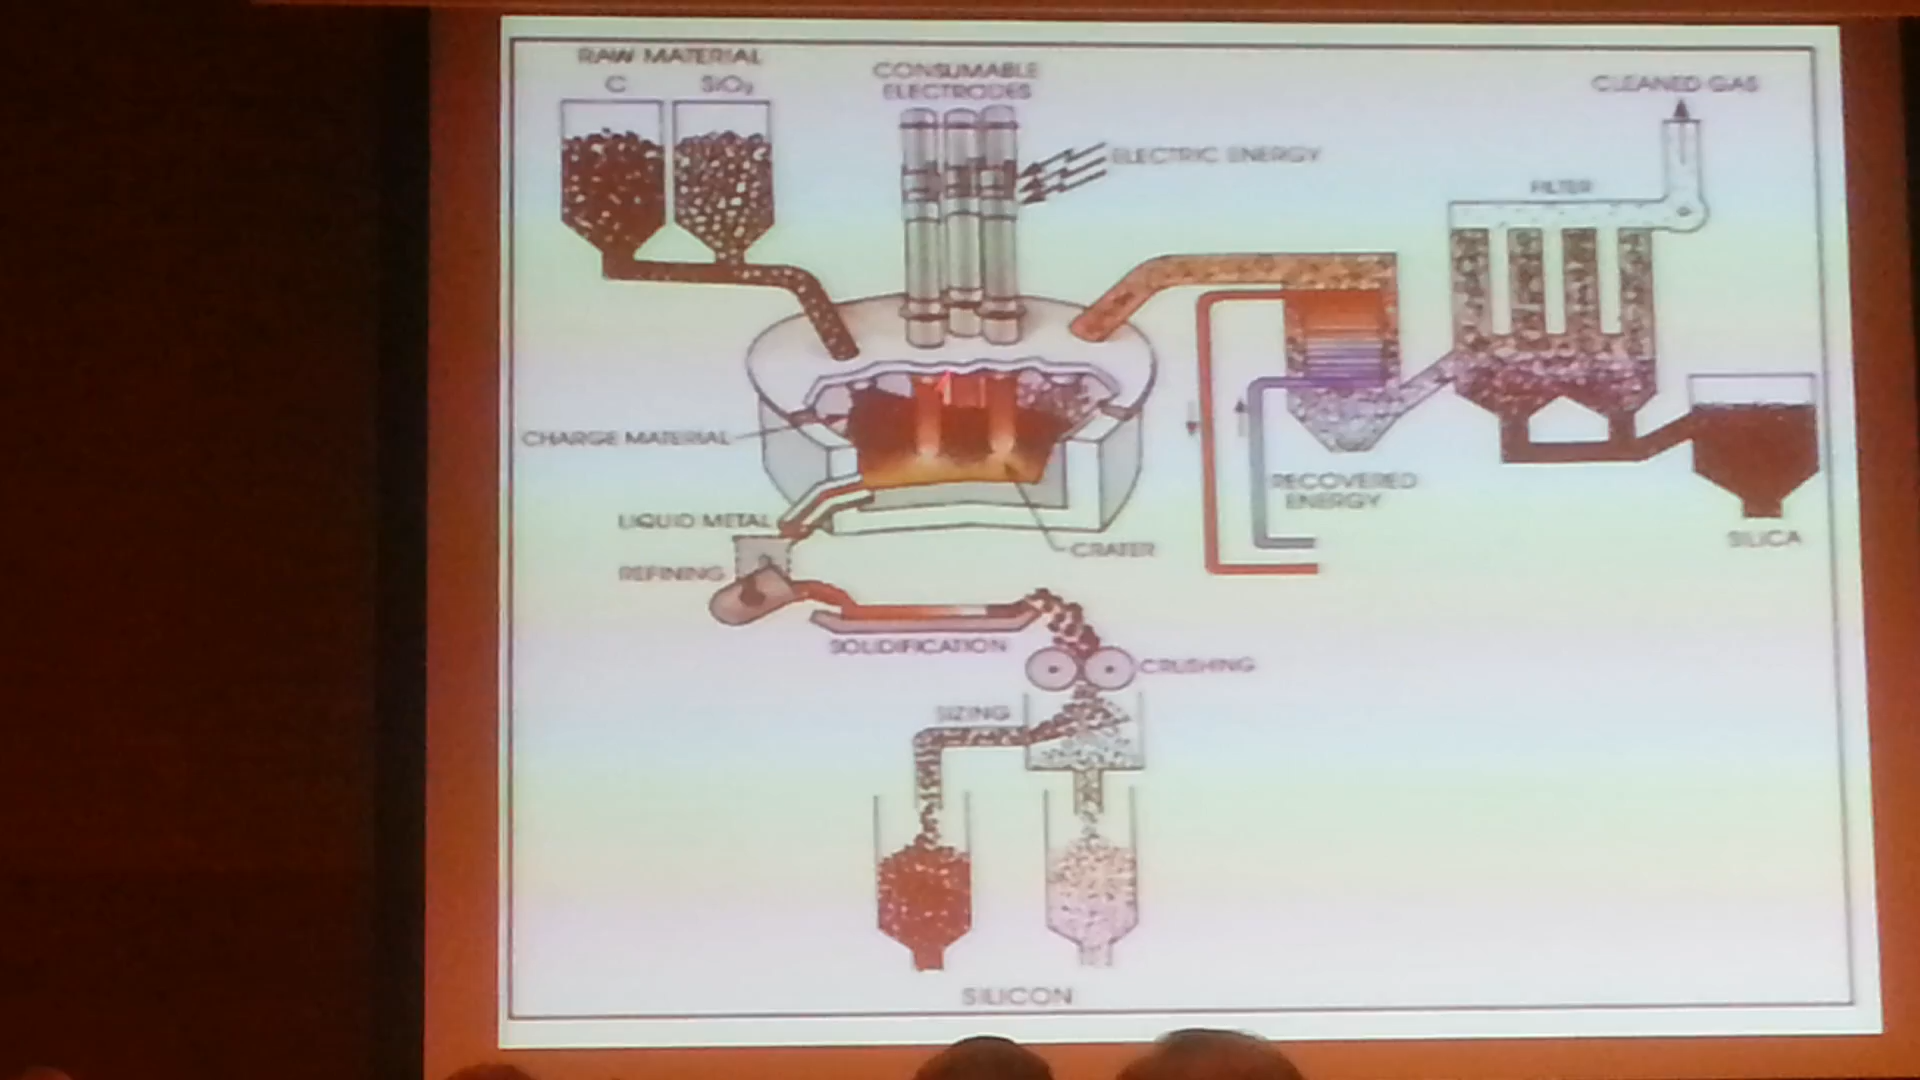 RAW MATERIAL
C
SiO₂
CONSUMABLE
ELECTRODES
ELECTRIC ENERGY
CLEANED GAS
FILTER
CHARGE MATERIAL
LIQUID METAL
REFINING
CRATER
RECOVERED
ENERGY
SILICA
SOLIDIFICATION
CRUSHING
SIZING
SILICON